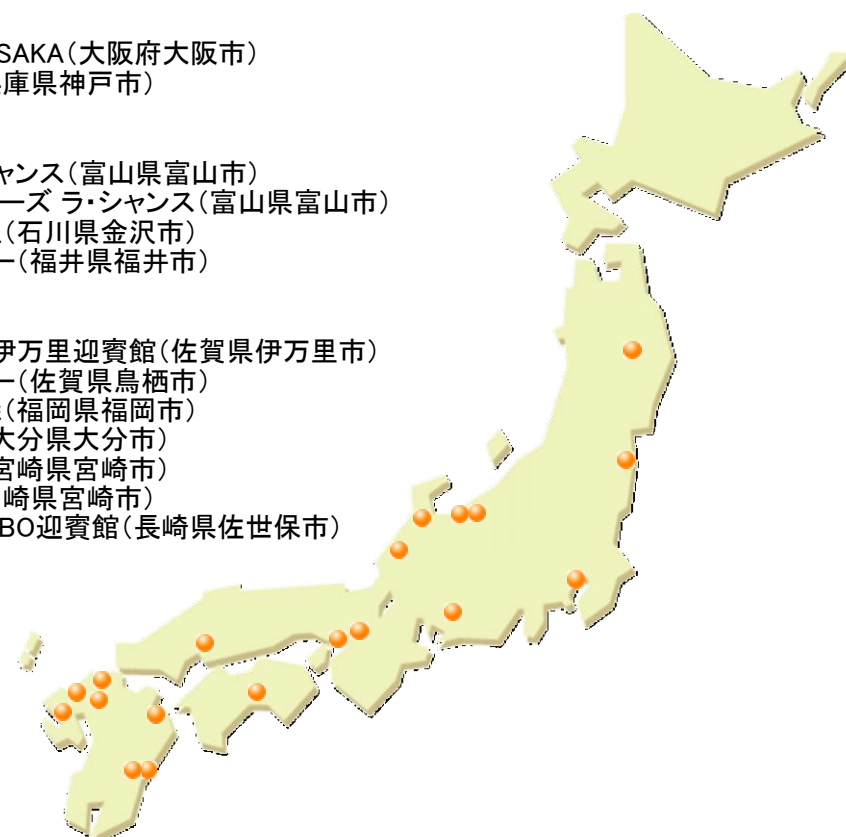 SAKA（大阪府大阪市）
庫県神戸市）
ャンス（富山県富山市）
ーズ ラ・シャンス（富山県富山市）
（石川県金沢市）
ー（福井県福井市）
伊万里迎賓館（佐賀県伊万里市）
ー（佐賀県鳥栖市）
（福岡県福岡市）
大分県大分市）
宮崎県宮崎市）
崎県宮崎市）
BO迎賓館（長崎県佐世保市）